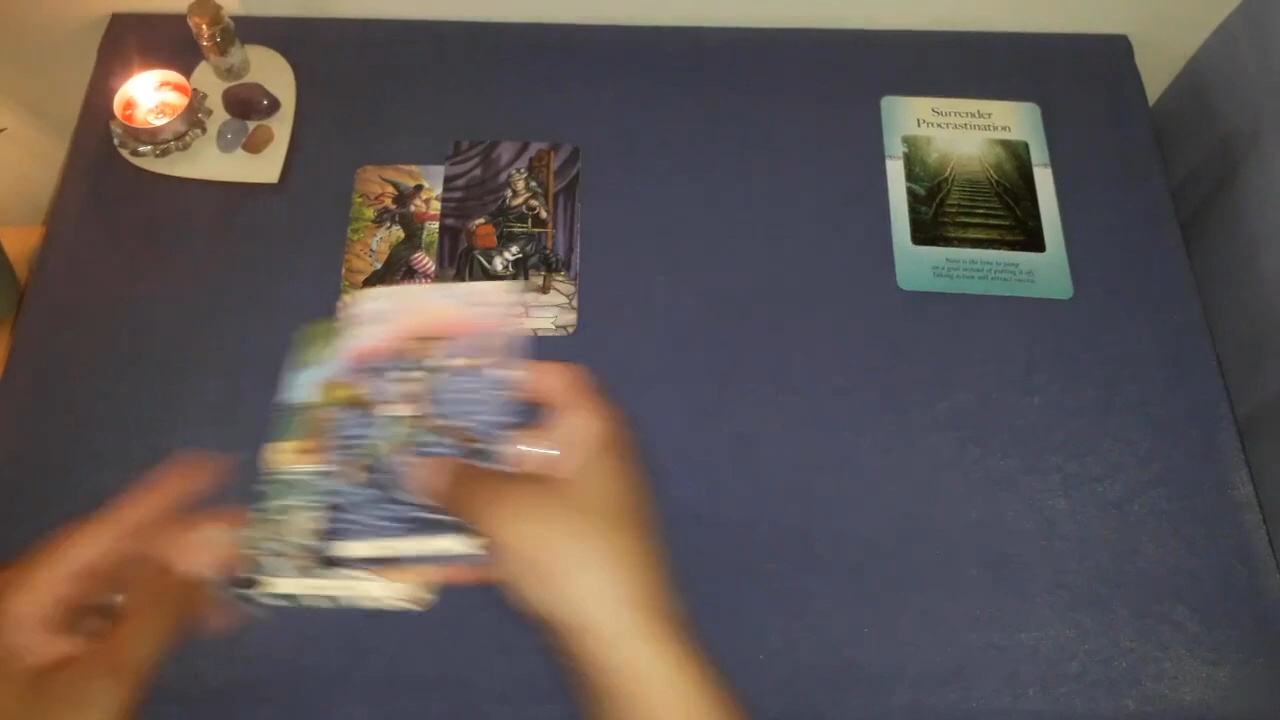 Surrender
Procrastination
Now is the time to jump
on a goal instead of putting it off.
Taking action will attract success.